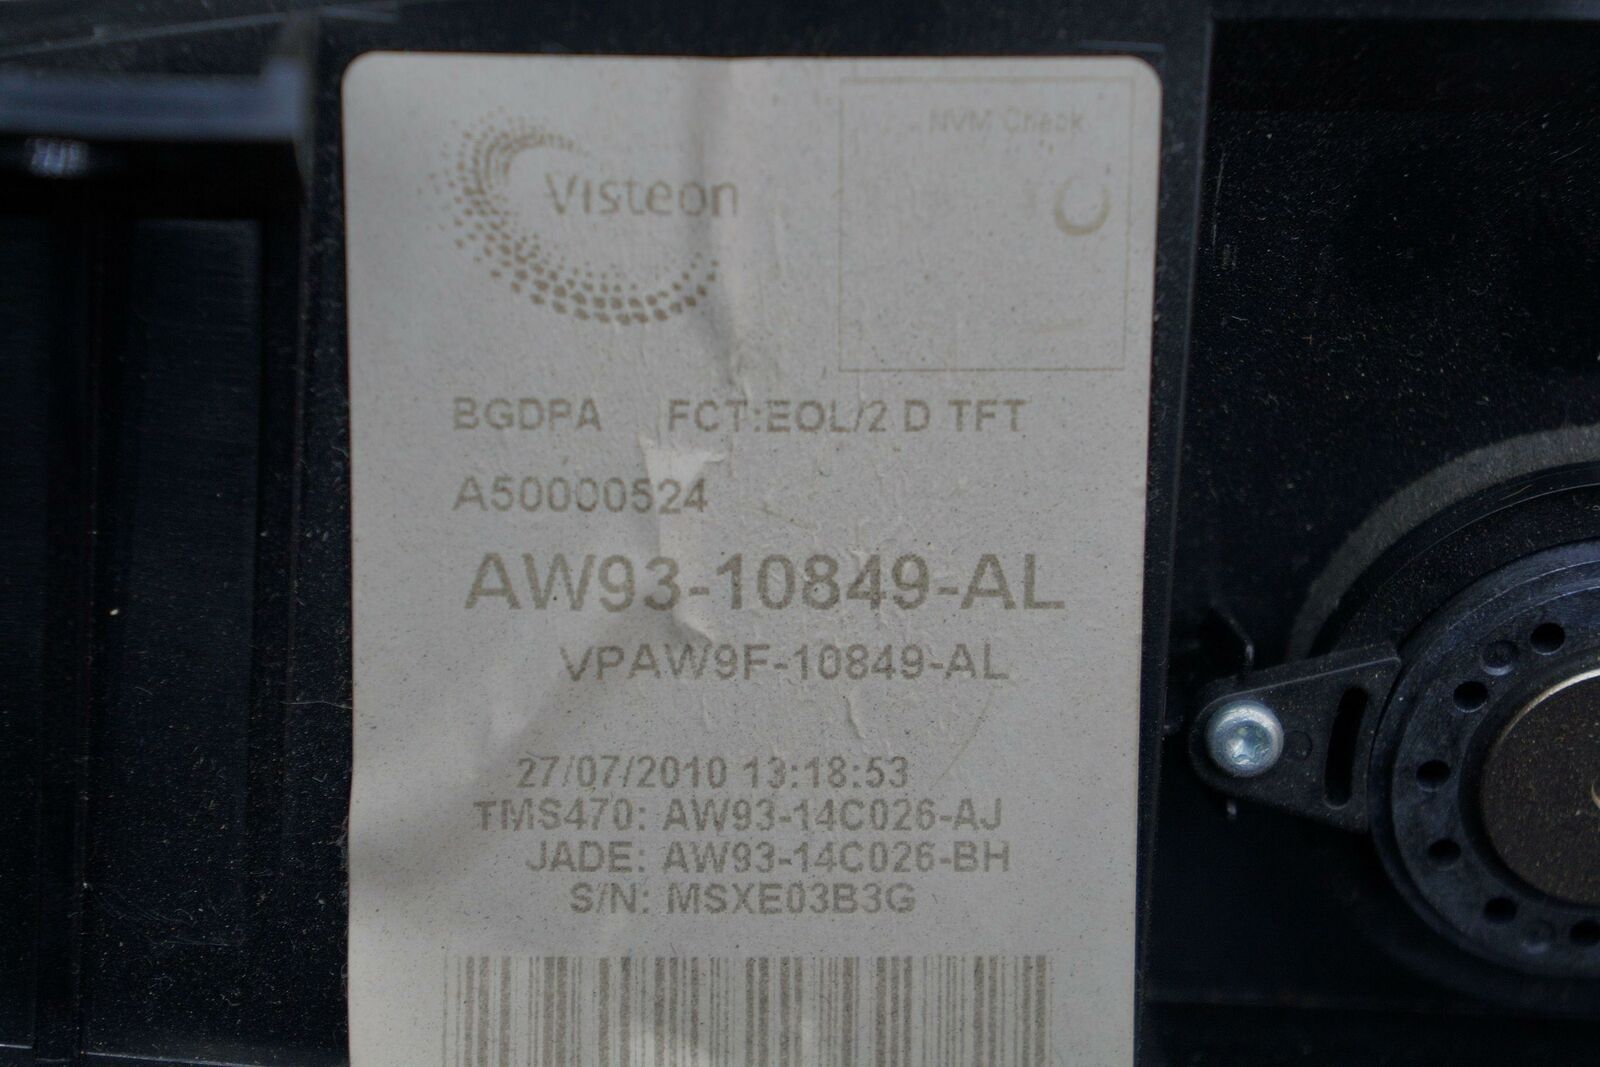 NVM Check
Visteon
BGDPA FCT:EOL/2 D TFT
A50000524
AW93-10849-AL
VPAW9F-10849-AL
27/07/2010 13:18:53
TMS470: AW93-14C026-AJ
JADE: AW93-14C026-BH
S/N: MSXE03B3G